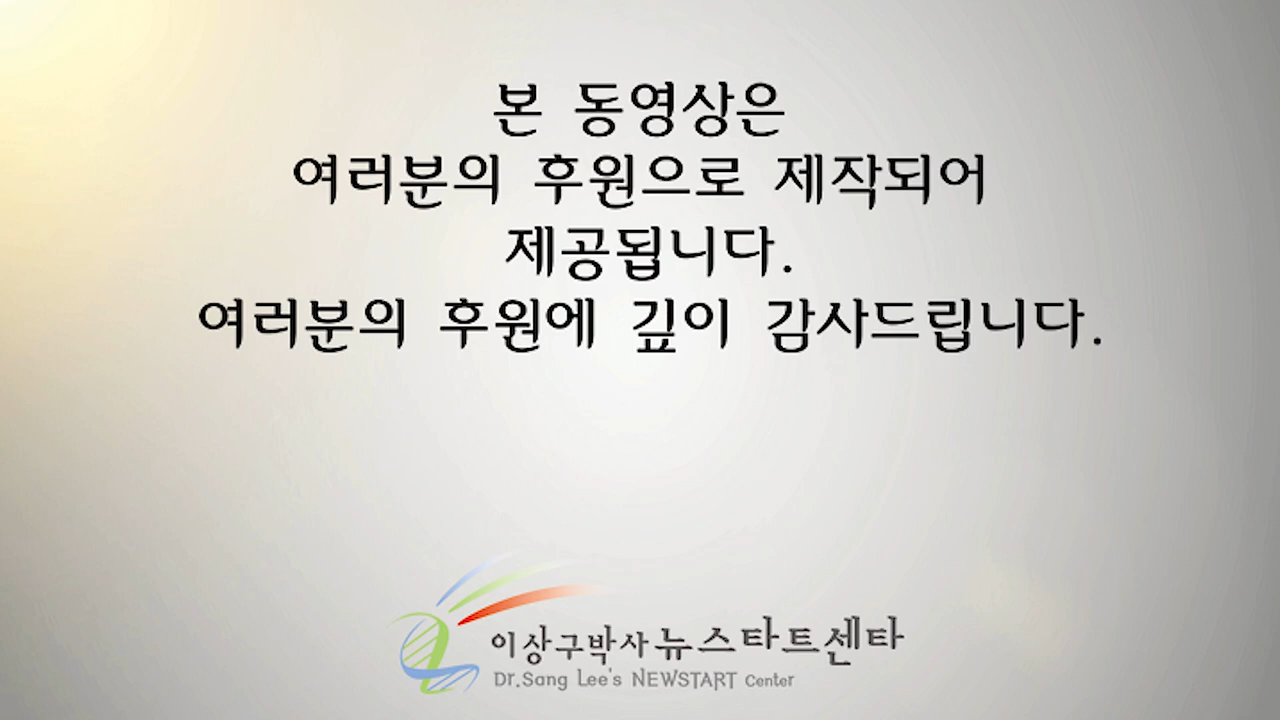 본 동영상은
여러분의 후원으로 제작되어
제공됩니다.
여러분의 후원에 깊이 감사드립니다.
이상구박사 뉴스타트센타
Dr.Sang Lee's NEWSTART Center